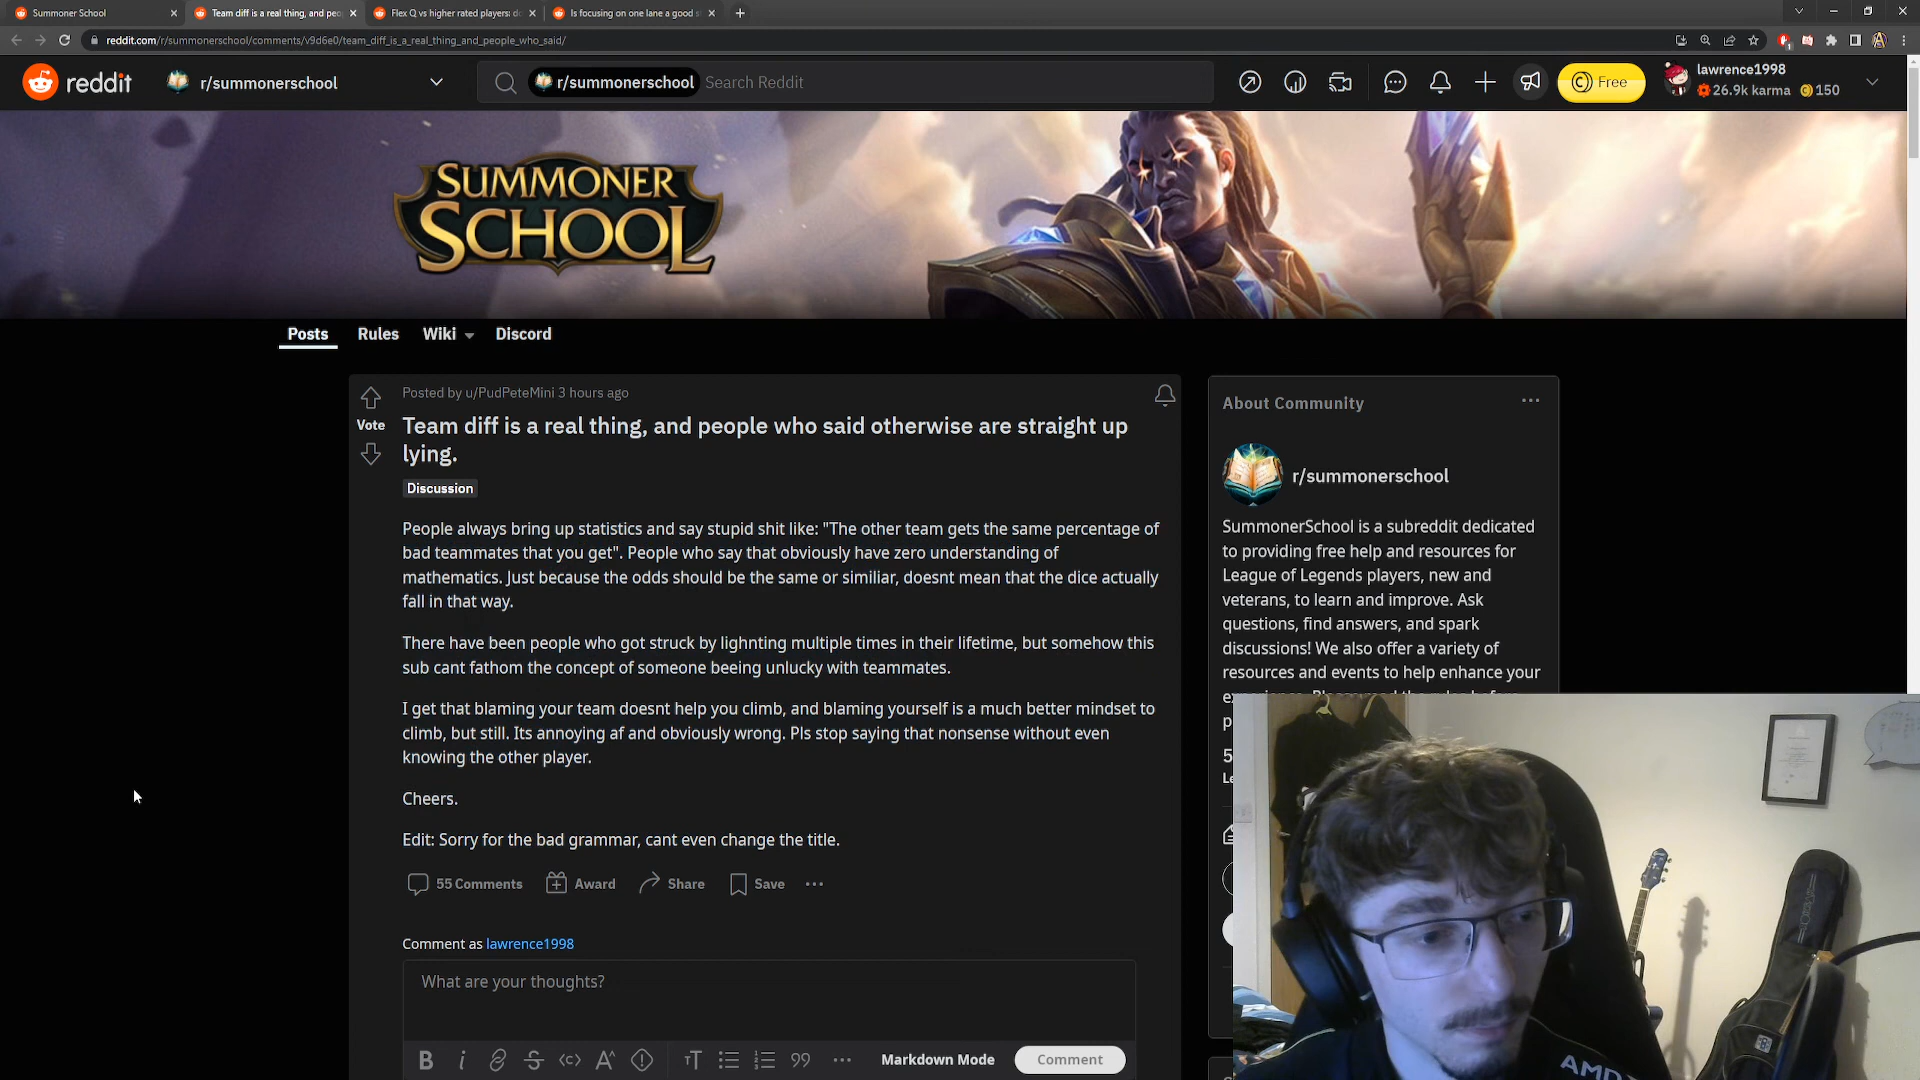 Summoner School
Team diff is a real thing, and peo
Flex Q vs higher rated players: d
Is focusing on one lane a good s
reddit.com/r/summonerschool/comments/v9d6e0/team_diff_is_a_real_thing_and_people_who_said/
reddit
r/summonerschool
r/summonerschool Search Reddit
Free
lawrence1998
26.9k karma 150
SUMMONER
SCHOOL
Posts Rules Wiki Discord
Posted by u/PudPeteMini 3 hours ago
Vote
Team diff is a real thing, and people who said otherwise are straight up
lying.
Discussion
People always bring up statistics and say stupid shit like: "The other team gets the same percentage of
bad teammates that you get". People who say that obviously have zero understanding of
mathematics. Just because the odds should be the same or similiar, doesnt mean that the dice actually
fall in that way.
There have been people who got struck by lighnting multiple times in their lifetime, but somehow this
sub cant fathom the concept of someone beeing unlucky with teammates.
I get that blaming your team doesnt help you climb, and blaming yourself is a much better mindset to
climb, but still. Its annoying af and obviously wrong. Pls stop saying that nonsense without even
knowing the other player.
Cheers.
Edit: Sorry for the bad grammar, cant even change the title.
55 Comments Award Share Save
Comment as lawrence1998
What are your thoughts?
Markdown Mode Comment
About Community
r/summonerschool
SummonerSchool is a subreddit dedicated
to providing free help and resources for
League of Legends players, new and
veterans, to learn and improve. Ask
questions, find answers, and spark
discussions! We also offer a variety of
resources and events to help enhance your
AMD